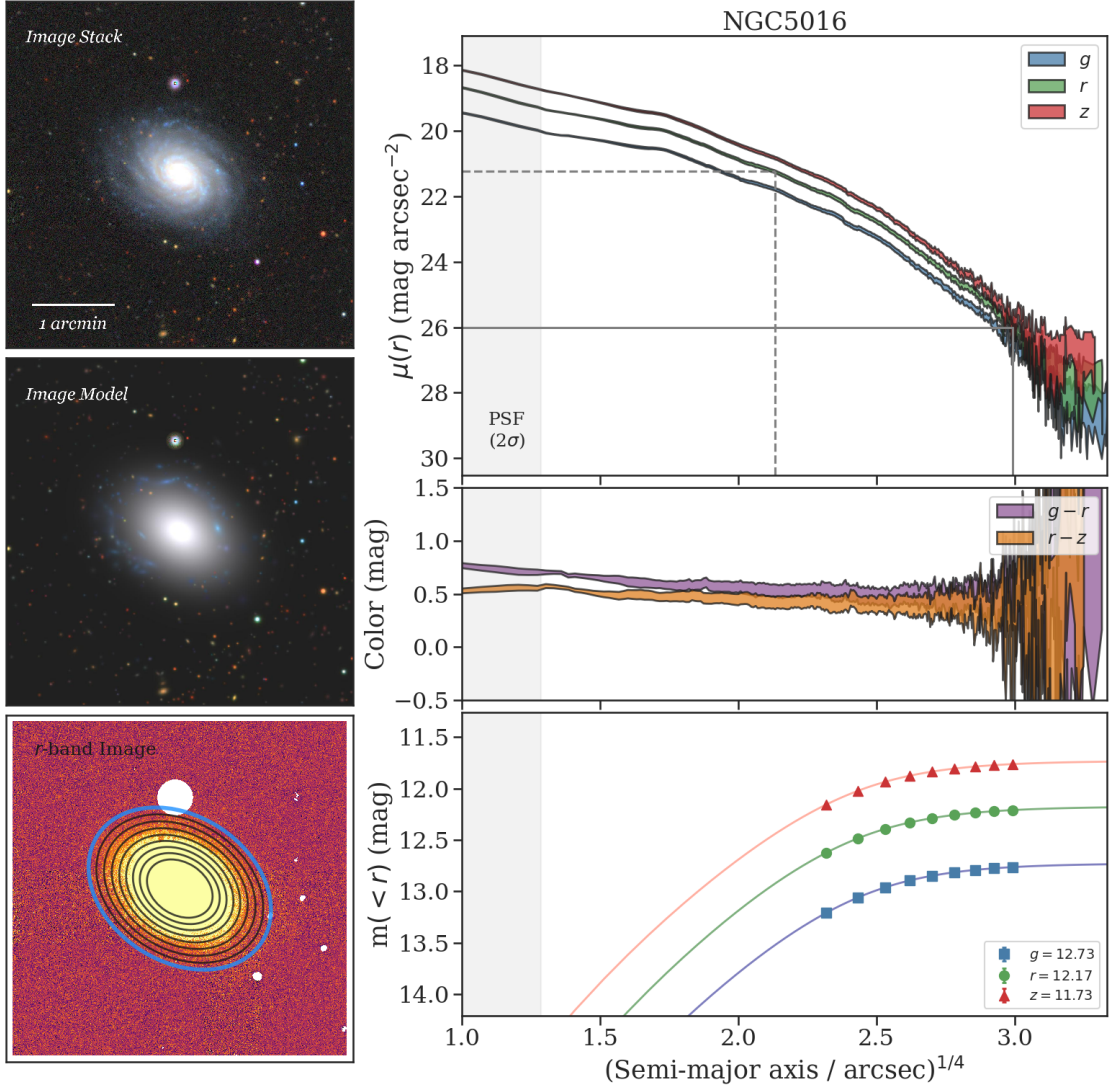 Image Stack
1 arcmin
Image Model
r-band Image
NGC5016
μ(r) (mag arcsec⁻²)
18
20
22
24
26
28
30
PSF
(2σ)
g
r
z
Color (mag)
1.5
1.0
0.5
0.0
−0.5
g − r
r − z
m(< r) (mag)
11.5
12.0
12.5
13.0
13.5
14.0
g = 12.73
r = 12.17
z = 11.73
1.0
1.5
2.0
2.5
3.0
(Semi-major axis / arcsec)^1/4